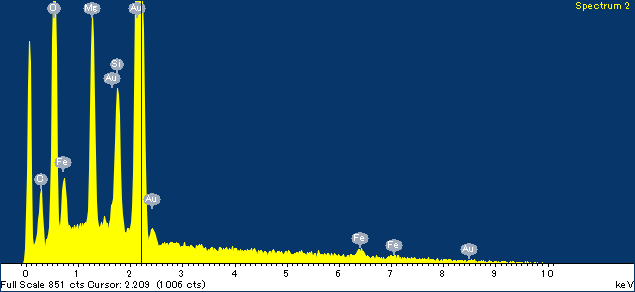 Spectrum 2
O Mg Au
Si
Au
Fe
C
Au
Fe Fe Au
0 1 2 3 4 5 6 7 8 9 10
Full Scale 851 cts Cursor: 2.209 (1006 cts) keV